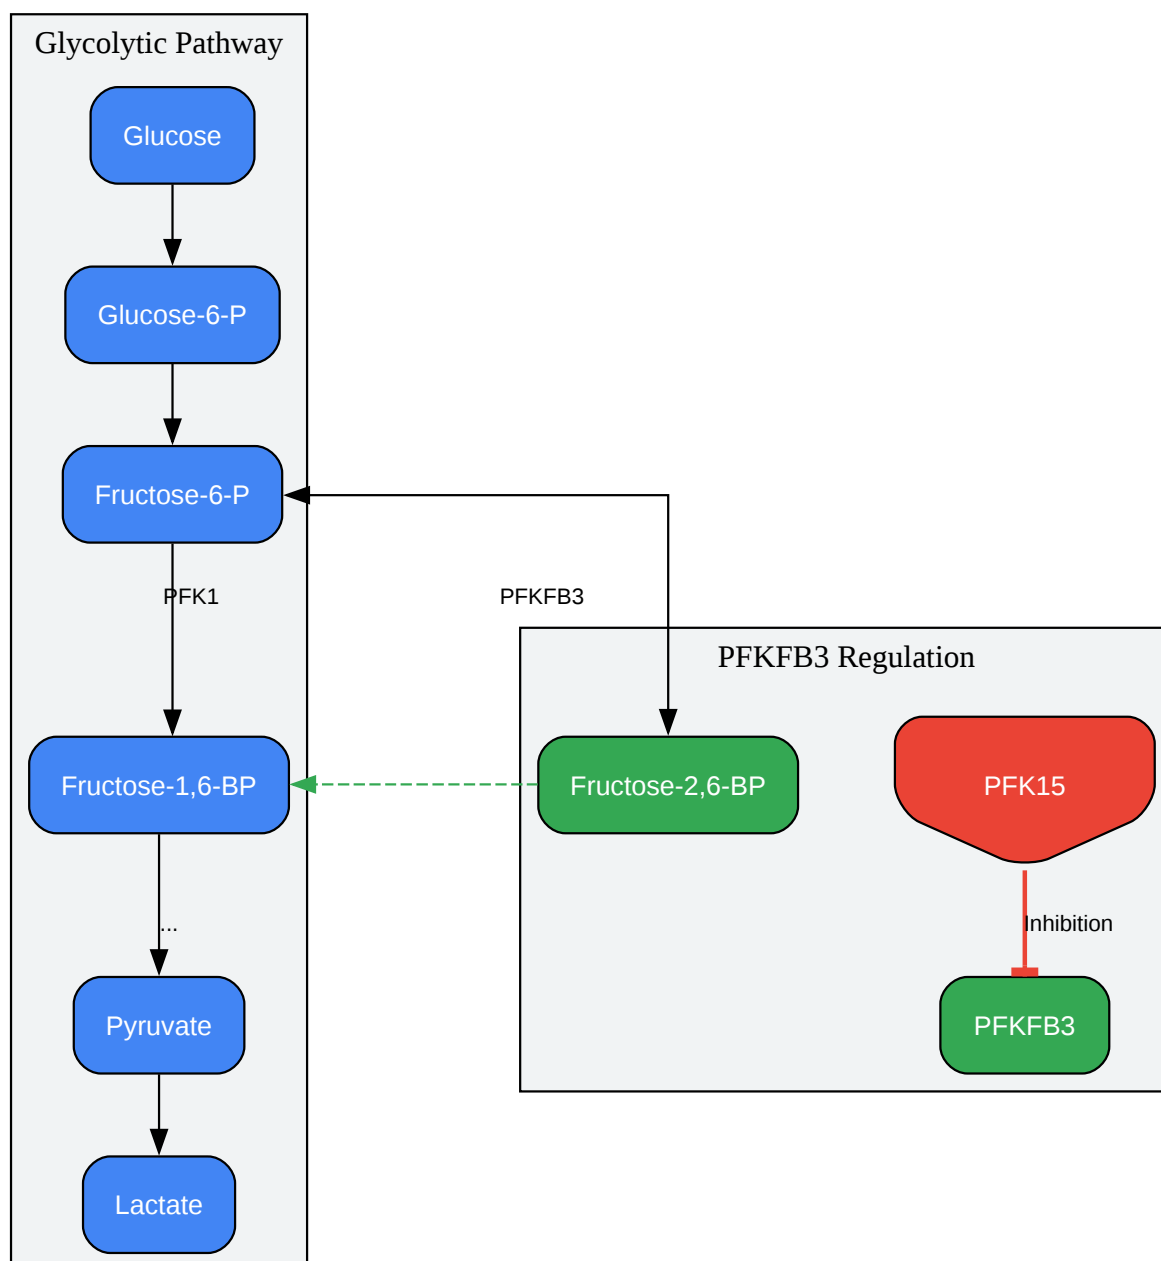 Glycolytic Pathway
Glucose
Glucose-6-P
Fructose-6-P
PFK1
PFKFB3
PFKFB3 Regulation
Fructose-1,6-BP
Fructose-2,6-BP
PFK15
...
Inhibition
Pyruvate
PFKFB3
Lactate